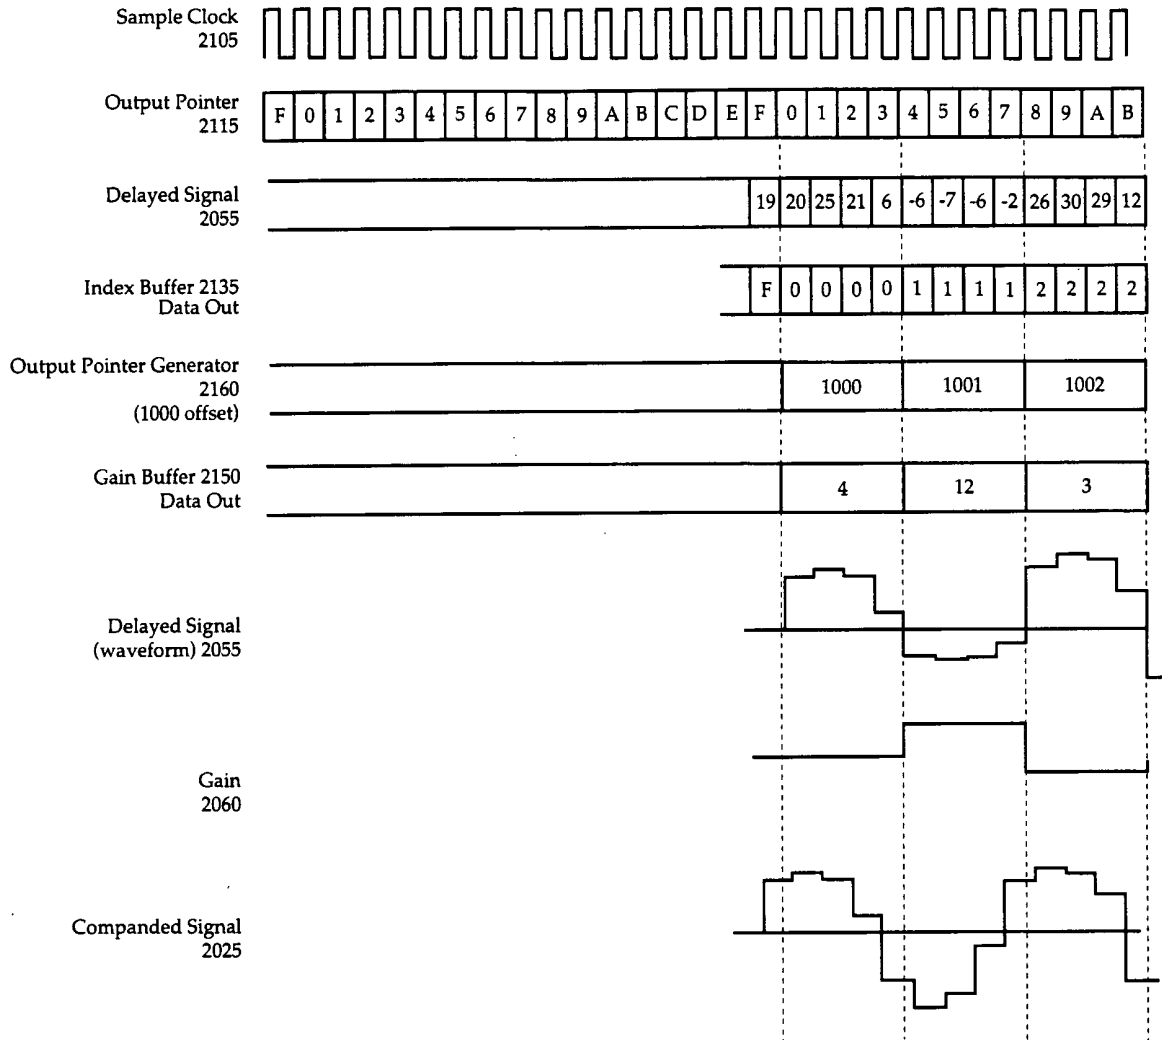 Sample Clock
2105
Output Pointer
2115
F 0 1 2 3 4 5 6 7 8 9 A B C D E F 0 1 2 3 4 5 6 7 8 9 A B
Delayed Signal
2055
19 20 25 21 6 -6 -7 -6 -2 26 30 29 12
Index Buffer 2135
Data Out
F 0 0 0 0 1 1 1 1 2 2 2 2
Output Pointer Generator
2160
(1000 offset)
1000 1001 1002
Gain Buffer 2150
Data Out
4 12 3
Delayed Signal
(waveform) 2055
Gain
2060
Companded Signal
2025